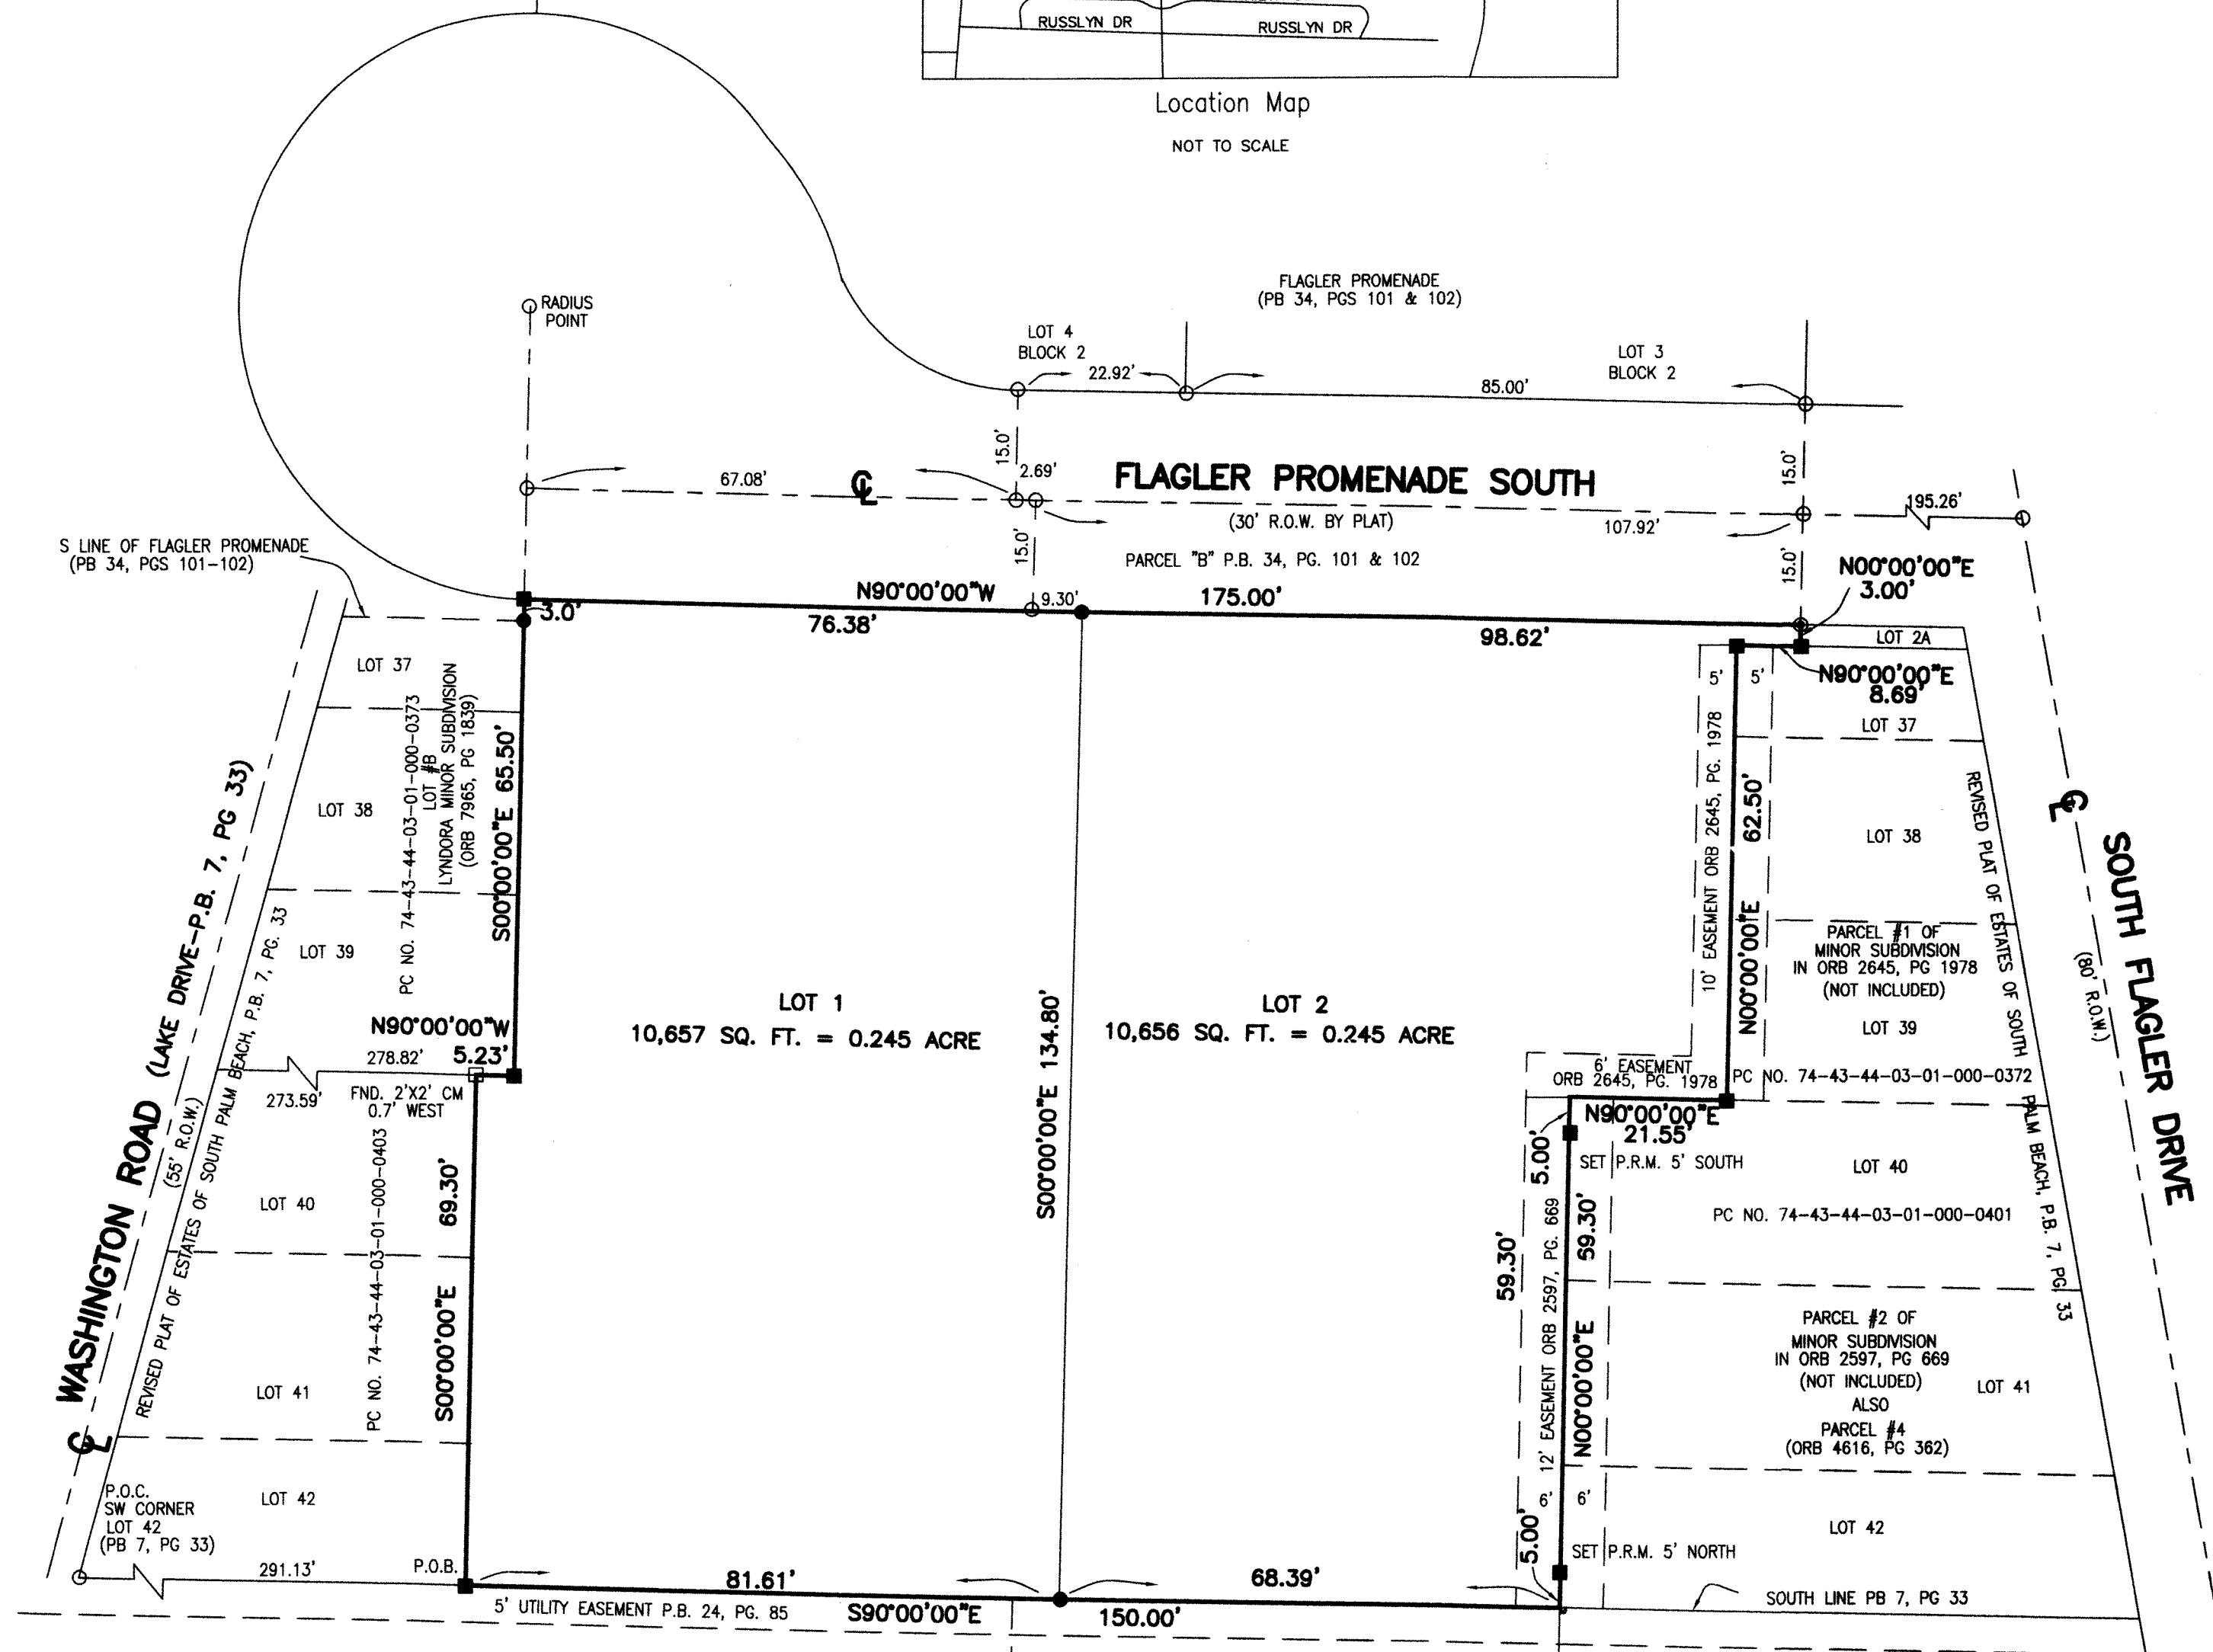 RUSSLYN DR
RUSSLYN DR
Location Map
NOT TO SCALE
RADIUS
POINT
FLAGLER PROMENADE
(PB 34, PGS 101 & 102)
LOT 4
BLOCK 2
22.92'
LOT 3
BLOCK 2
85.00'
15.0'
2.69'
67.08'
FLAGLER PROMENADE SOUTH
(30' R.O.W. BY PLAT)
107.92'
15.0'
195.26'
15.0'
15.0'
PARCEL "B" P.B. 34, PG. 101 & 102
S LINE OF FLAGLER PROMENADE
(PB 34, PGS 101-102)
N90°00'00"W
9.30'
175.00'
N00°00'00"E
3.00'
3.0'
76.38'
98.62'
LOT 2A
N90°00'00"E
8.69'
5'
5'
LOT 37
LOT 38
LOT 39
PC NO. 74-43-44-03-01-000-0373
LOT #B
LYNDORA MINOR SUBDIVISION
(ORB 7965, PG 1839)
S00°00'00"E 65.50'
10' EASEMENT ORB 2645, PG. 1978
N00°00'00"E 62.50'
LOT 37
LOT 38
PARCEL #1 OF
MINOR SUBDIVISION
IN ORB 2645, PG 1978
(NOT INCLUDED)
LOT 39
PC NO. 74-43-44-03-01-000-0372
REVISED PLAT OF ESTATES OF SOUTH PALM BEACH, P.B. 7, PG 33
CL
SOUTH FLAGLER DRIVE
(80' R.O.W.)
CL
LOT 1
10,657 SQ. FT. = 0.245 ACRE
S00°00'00"E 134.80'
LOT 2
10,656 SQ. FT. = 0.245 ACRE
N90°00'00"W
5.23'
278.82'
273.59'
FND. 2'X2' CM
0.7' WEST
6' EASEMENT
ORB 2645, PG. 1978
N90°00'00"E
21.55'
5.00'
SET P.R.M. 5' SOUTH
LOT 40
PC NO. 74-43-44-03-01-000-0401
59.30'
12' EASEMENT ORB 2597, PG. 669
N00°00'00"E 59.30'
PARCEL #2 OF
MINOR SUBDIVISION
IN ORB 2597, PG 669
(NOT INCLUDED)
LOT 41
ALSO
PARCEL #4
(ORB 4616, PG 362)
6'
6'
5.00'
SET P.R.M. 5' NORTH
LOT 42
SOUTH LINE PB 7, PG 33
WASHINGTON ROAD (LAKE DRIVE-P.B. 7, PG 33)
(55' R.O.W.)
CL
REVISED PLAT OF ESTATES OF SOUTH PALM BEACH, P.B. 7, PG. 33
LOT 40
LOT 41
LOT 42
PC NO. 74-43-44-03-01-000-0403
S00°00'00"E 69.30'
P.O.C.
SW CORNER
LOT 42
(PB 7, PG 33)
291.13'
P.O.B.
81.61'
68.39'
5' UTILITY EASEMENT P.B. 24, PG. 85
S90°00'00"E
150.00'